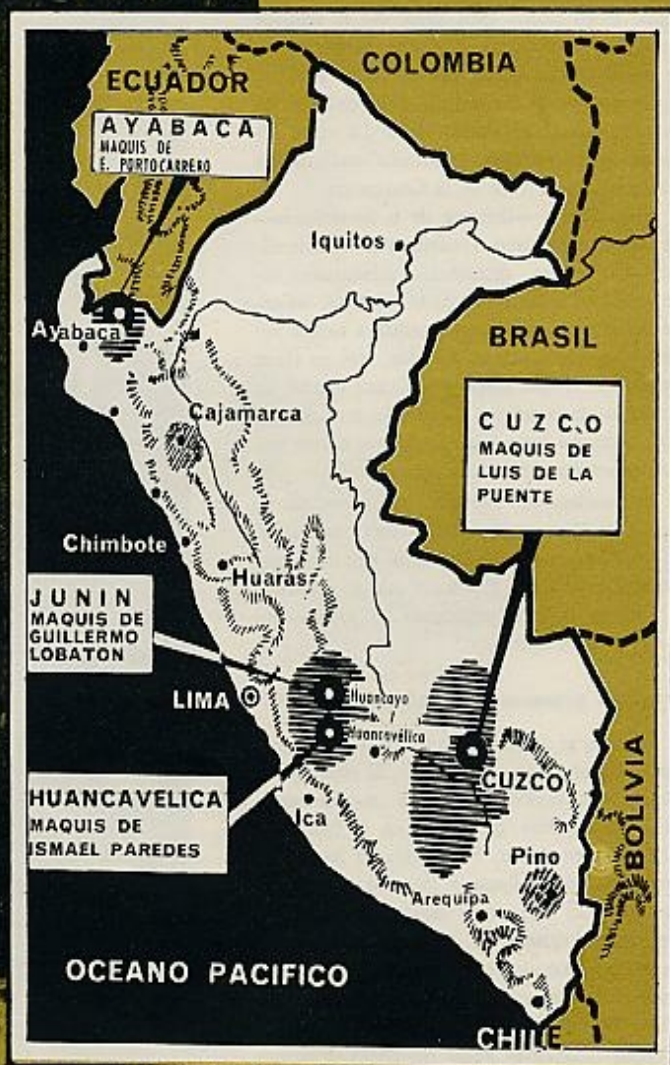 ECUADOR
COLOMBIA
AYABACA
MAQUIS DE
E. PORTOCARRERO
Iquitos
Ayabaca
BRASIL
Cajamarca
CUZCO
MAQUIS DE
LUIS DE LA
PUENTE
Chimbote
Huarás
JUNIN
MAQUIS DE
GUILLERMO
LOBATON
LIMA
Huancayo
Huancavélica
HUANCAVELICA
MAQUIS DE
ISMAEL PAREDES
CUZCO
Ica
Pino
BOLIVIA
Arequipa
OCEANO PACIFICO
CHILE